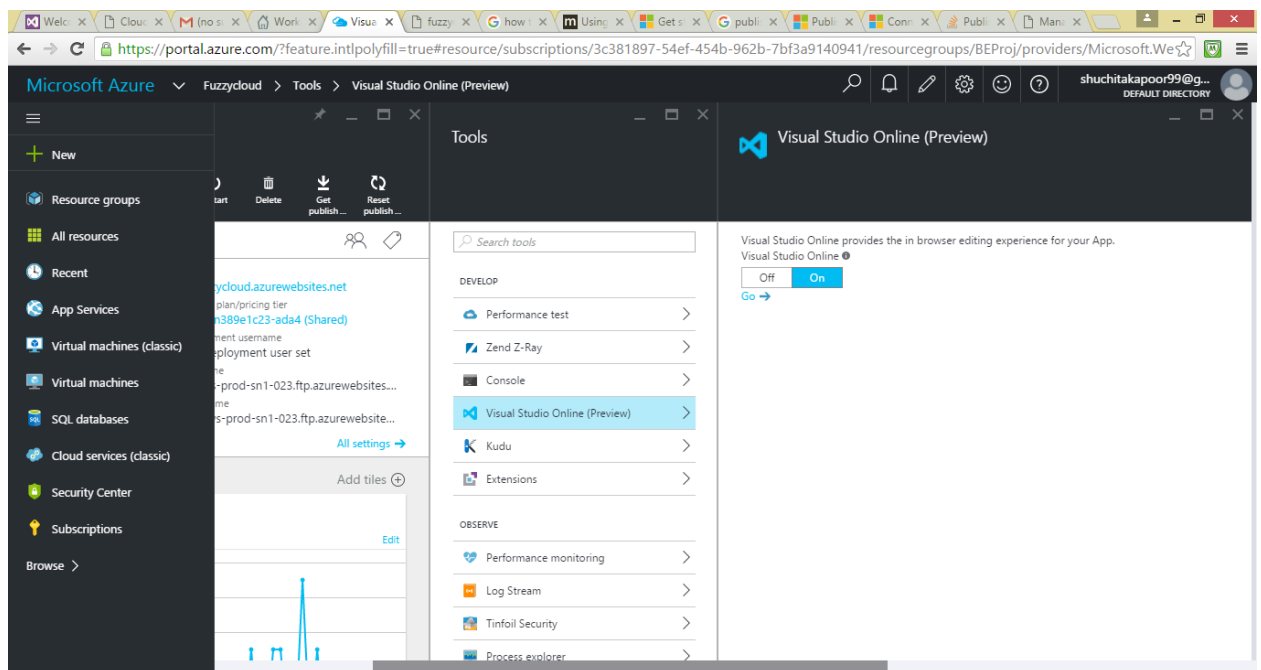 Welc
Clou
(no s
Work
Visua
fuzzy
how t
Using
Get s
publi
Publi
Conn
Publi
Mana
https://portal.azure.com/?feature.intlpolyfill=true#resource/subscriptions/3c381897-54ef-454b-962b-7bf3a9140941/resourcegroups/BEProj/providers/Microsoft.We
Microsoft Azure Fuzzycloud > Tools > Visual Studio Online (Preview)
shuchitakapoor99@g...
DEFAULT DIRECTORY
New
Resource groups
All resources
Recent
App Services
Virtual machines (classic)
Virtual machines
SQL databases
Cloud services (classic)
Security Center
Subscriptions
Browse >
tart
Delete
Get publish ...
Reset publish ...
ycloud.azurewebsites.net
plan/pricing tier
n389e1c23-ada4 (Shared)
ment username
eployment user set
me
s-prod-sn1-023.ftp.azurewebsites....
me
vs-prod-sn1-023.ftp.azurewebsite...
All settings →
Add tiles
Edit
Tools
Search tools
DEVELOP
Performance test
Zend Z-Ray
Console
Visual Studio Online (Preview)
Kudu
Extensions
OBSERVE
Performance monitoring
Log Stream
Tinfoil Security
Process explorer
Visual Studio Online (Preview)
Visual Studio Online provides the in browser editing experience for your App.
Visual Studio Online
Off On
Go →